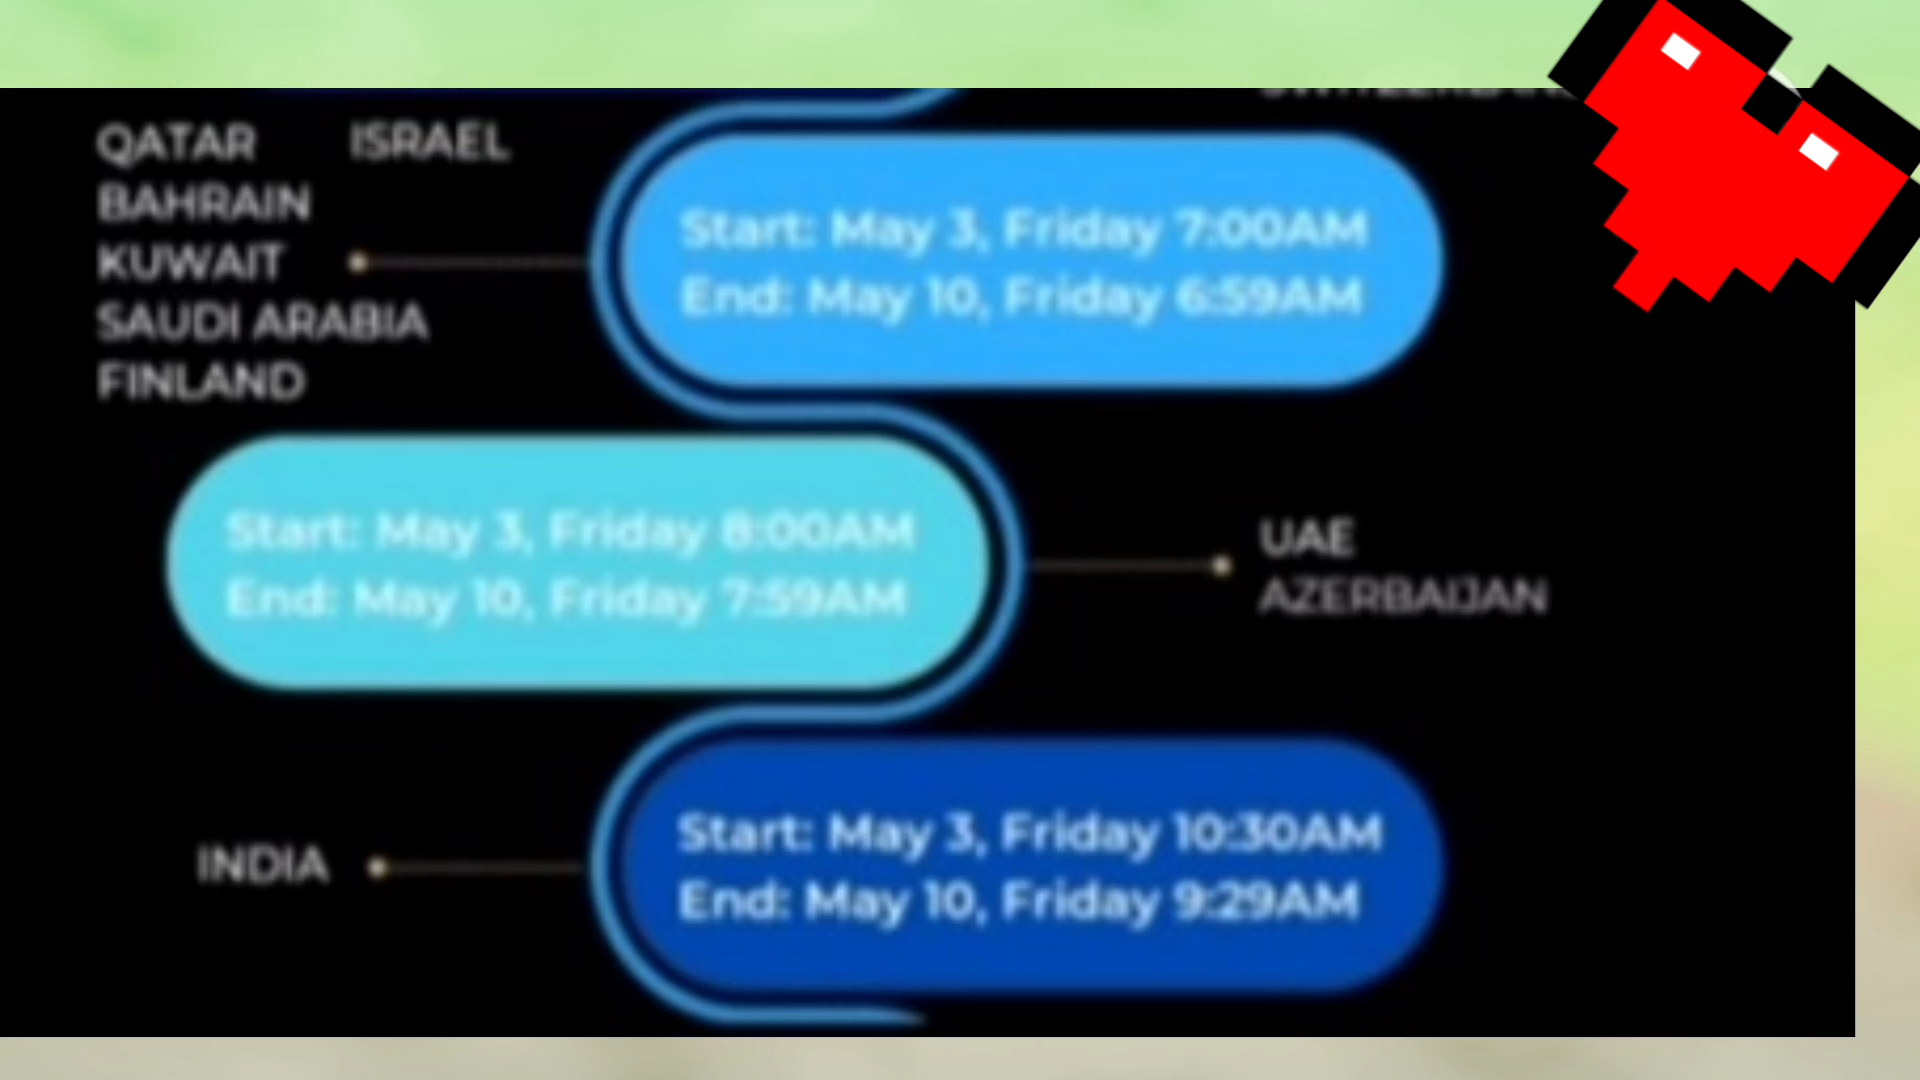 QATAR ISRAEL
BAHRAIN
KUWAIT
SAUDI ARABIA
FINLAND
Start: May 3, Friday 7:00AM
End: May 10, Friday 6:59AM
Start: May 3, Friday 8:00AM
End: May 10, Friday 7:59AM
UAE
AZERBAIJAN
INDIA
Start: May 3, Friday 10:30AM
End: May 10, Friday 9:29AM